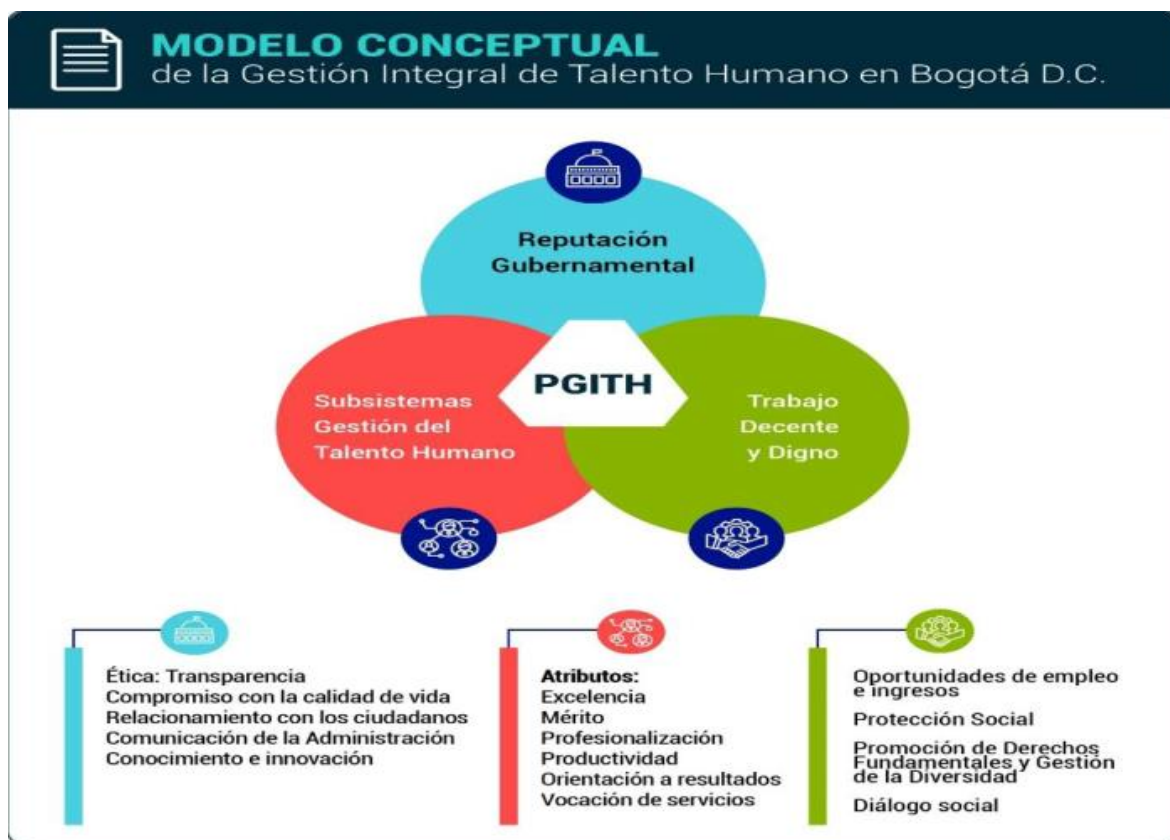 MODELO CONCEPTUAL
de la Gestión Integral de Talento Humano en Bogotá D.C.
Reputación
Gubernamental
PGITH
Subsistemas
Gestión del
Talento Humano
Trabajo
Decente
y Digno
Ética: Transparencia
Compromiso con la calidad de vida
Relacionamiento con los ciudadanos
Comunicación de la Administración
Conocimiento e innovación
Atributos:
Excelencia
Mérito
Profesionalización
Productividad
Orientación a resultados
Vocación de servicios
Oportunidades de empleo
e ingresos
Protección Social
Promoción de Derechos
Fundamentales y Gestión
de la Diversidad
Diálogo social